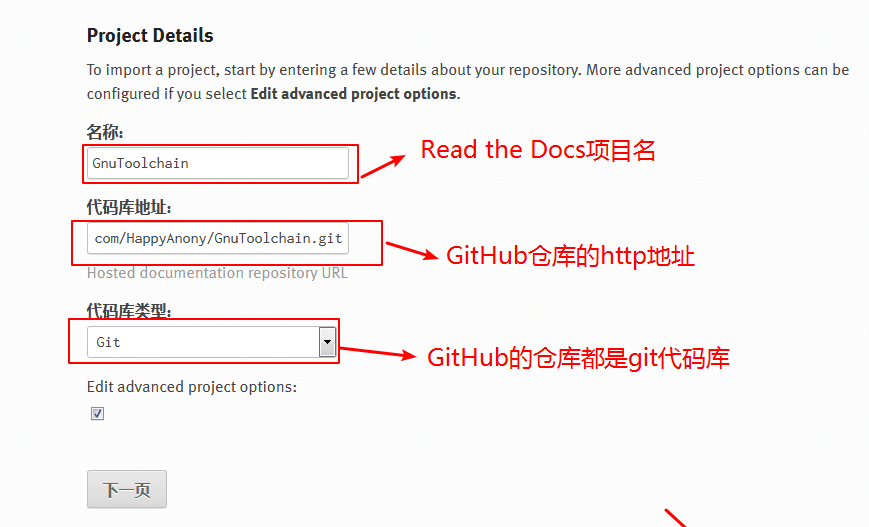 Project Details
To import a project, start by entering a few details about your repository. More advanced project options can be
configured if you select Edit advanced project options.
名称:
GnuToolchain
Read the Docs项目名
代码库地址:
com/HappyAnony/GnuToolchain.git
GitHub仓库的http地址
Hosted documentation repository URL
代码库类型:
Git
GitHub的仓库都是git代码库
Edit advanced project options:
下一页